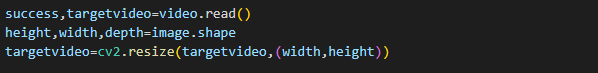 success,targetvideo=video.read()
height,width,depth=image.shape
targetvideo=cv2.resize(targetvideo,(width,height))